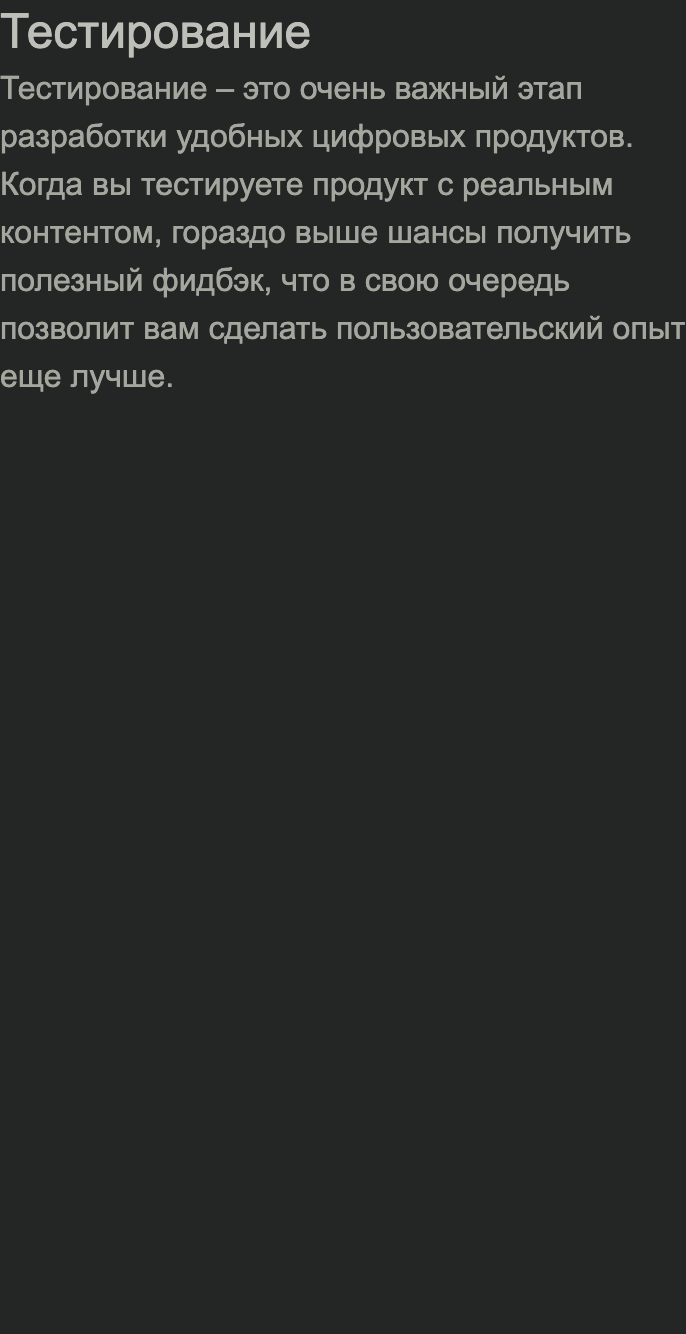 Тестирование
Тестирование – это очень важный этап
разработки удобных цифровых продуктов.
Когда вы тестируете продукт с реальным
контентом, гораздо выше шансы получить
полезный фидбэк, что в свою очередь
позволит вам сделать пользовательский опыт
еще лучше.